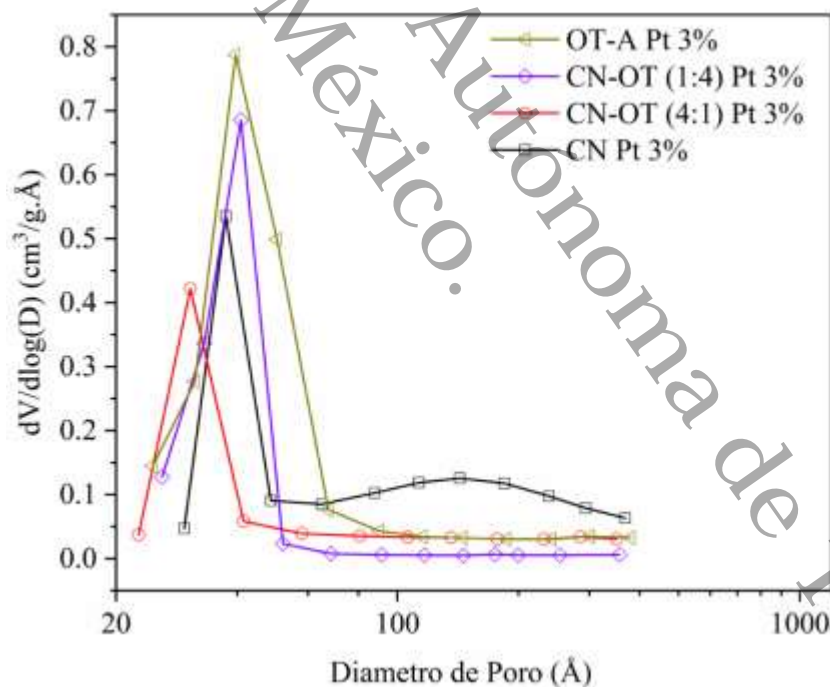 Autonoma de
México.
OT-A Pt 3%
CN-OT (1:4) Pt 3%
CN-OT (4:1) Pt 3%
CN Pt 3%
dV/dlog(D) (cm³/g.Å)
0.8
0.7
0.6
0.5
0.4
0.3
0.2
0.1
0.0
20
100
1000
Diametro de Poro (Å)